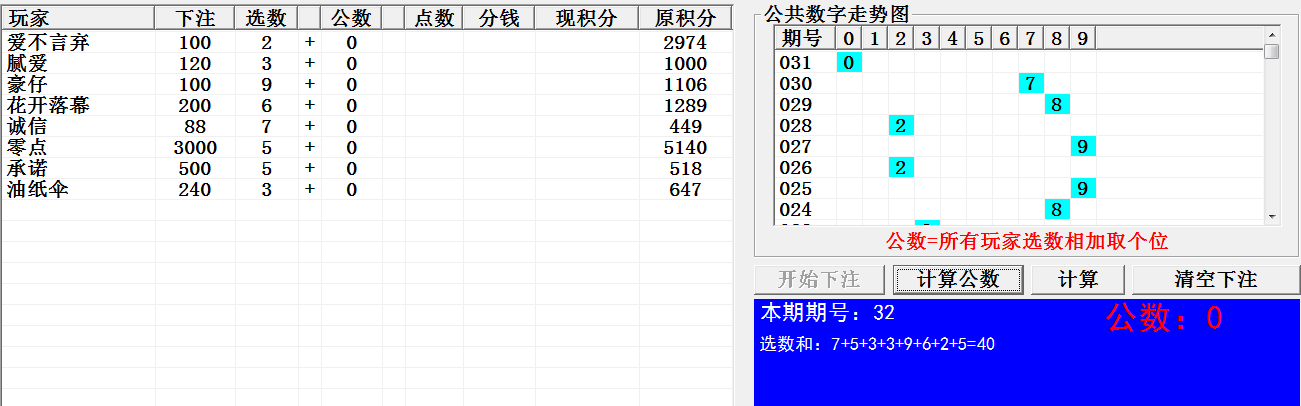 玩家 下注 选数 公数 点数 分钱 现积分 原积分
爱不言弃 100 2 + 0 2974
腻爱 120 3 + 0 1000
豪仔 100 9 + 0 1106
花开落幕 200 6 + 0 1289
诚信 88 7 + 0 449
零点 3000 5 + 0 5140
承诺 500 5 + 0 518
油纸伞 240 3 + 0 647
公共数字走势图
期号 0 1 2 3 4 5 6 7 8 9
031 0
030 7
029 8
028 2
027 9
026 2
025 9
024 8
公数=所有玩家选数相加取个位
开始下注 计算公数 计算 清空下注
本期期号：32 公数：0
选数和：7+5+3+3+9+6+2+5=40